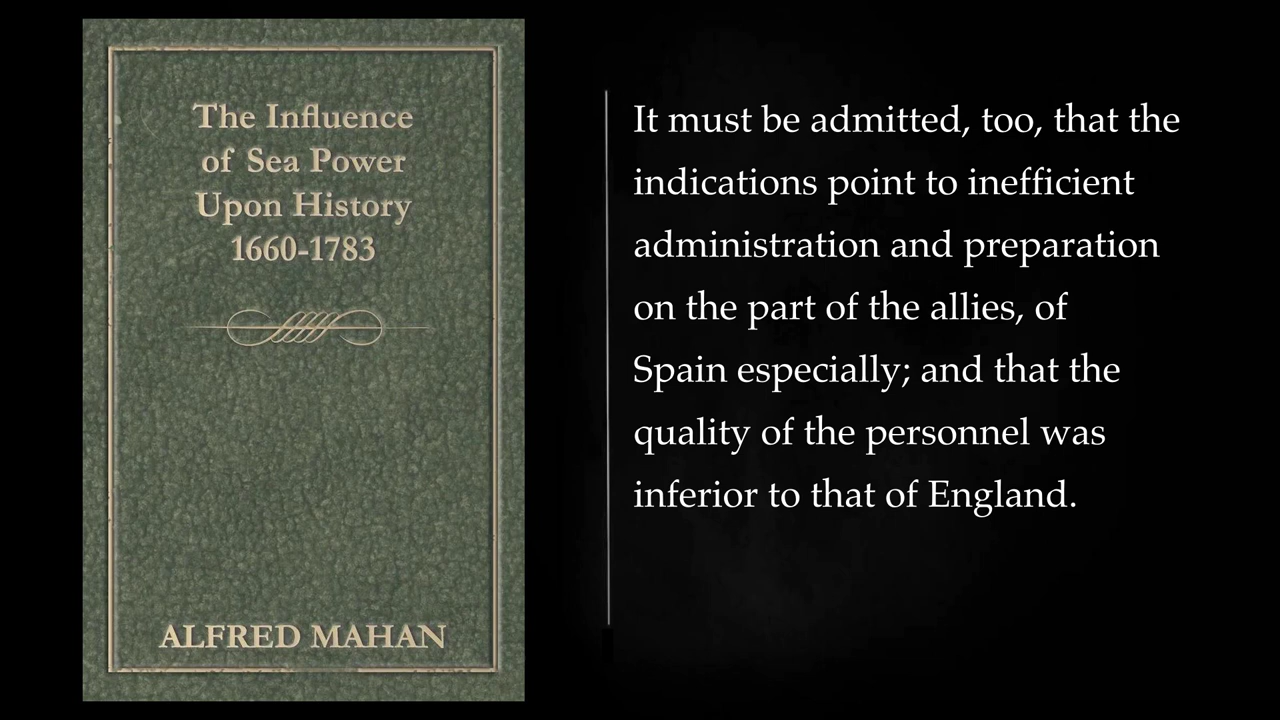 The Influence
of Sea Power
Upon History
1660-1783
ALFRED MAHAN
It must be admitted, too, that the
indications point to inefficient
administration and preparation
on the part of the allies, of
Spain especially; and that the
quality of the personnel was
inferior to that of England.